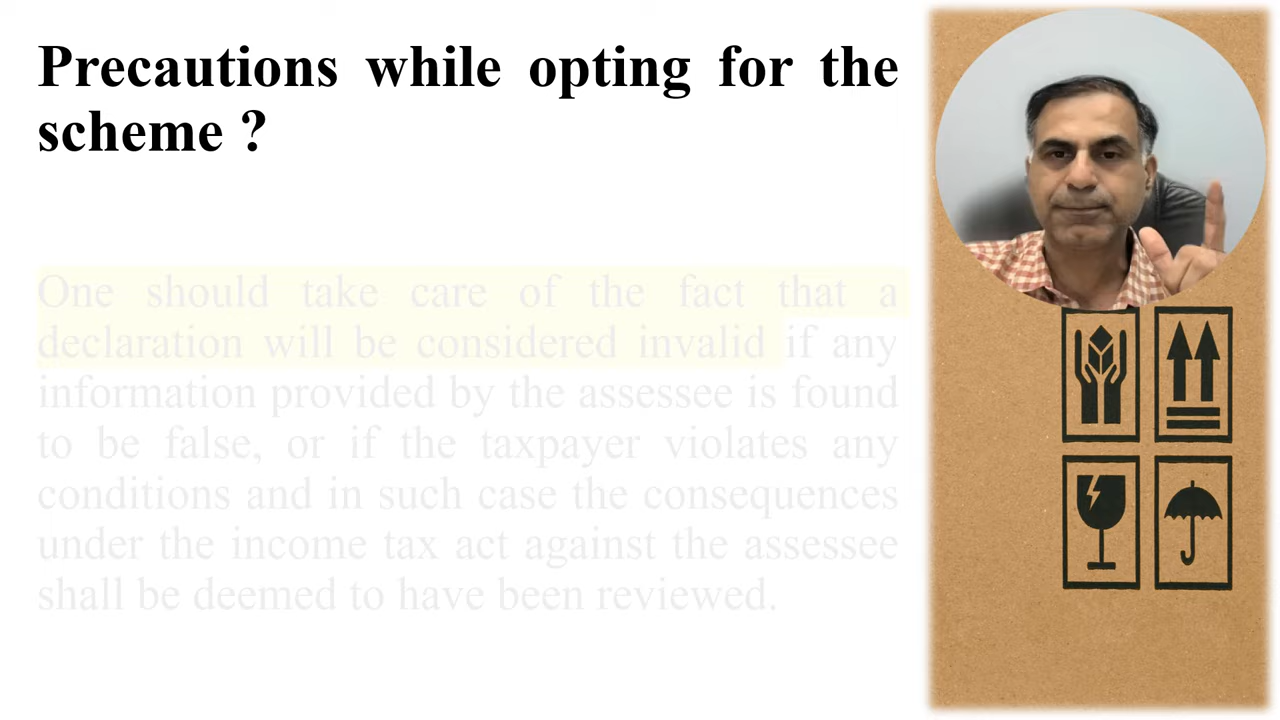 Precautions while opting for the
scheme ?
One should take care of the fact that a
declaration will be considered invalid if any
information provided by the assessee is found
to be false, or if the taxpayer violates any
conditions and in such case the consequences
under the income tax act against the assessee
shall be deemed to have been reviewed.